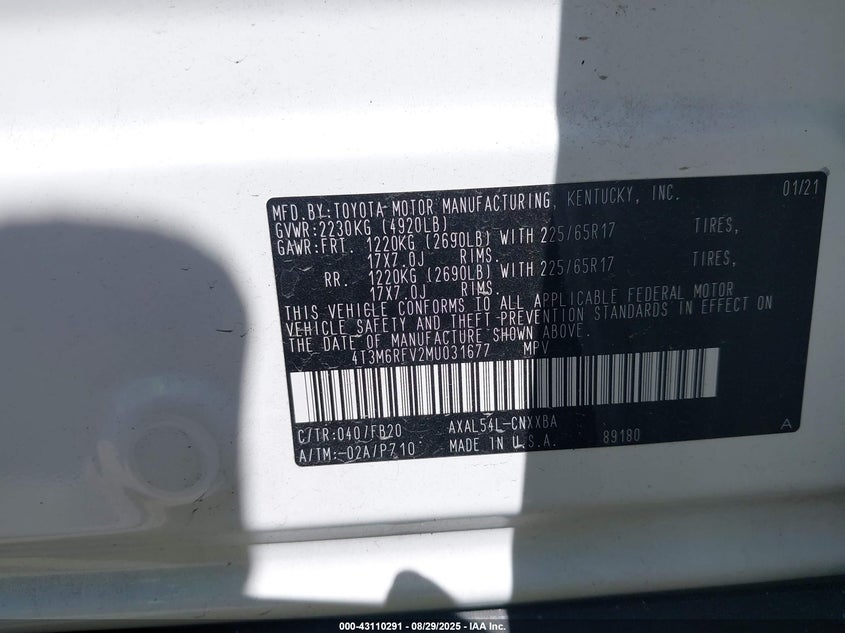 MFD.BY:TOYOTA MOTOR MANUFACTURING, KENTUCKY, INC. 01/21
GVWR:2230KG (4920LB)
GAWR:FRT. 1220KG (2690LB) WITH 225/65R17 TIRES,
17X7.0J RIMS.
RR. 1220KG (2690LB) WITH 225/65R17 TIRES,
17X7.0J RIMS.
THIS VEHICLE CONFORMS TO ALL APPLICABLE FEDERAL MOTOR
VEHICLE SAFETY AND THEFT-PREVENTION STANDARDS IN EFFECT ON
THE DATE OF MANUFACTURE SHOWN ABOVE.
4T3M6RFV2MU031677 MPV
C/TR:040/FB20 AXAL54L-CNXXBA A
A/TM:-02A/P710 MADE IN U.S.A. 89180
000-43110291 - 08/29/2025 - IAA Inc.